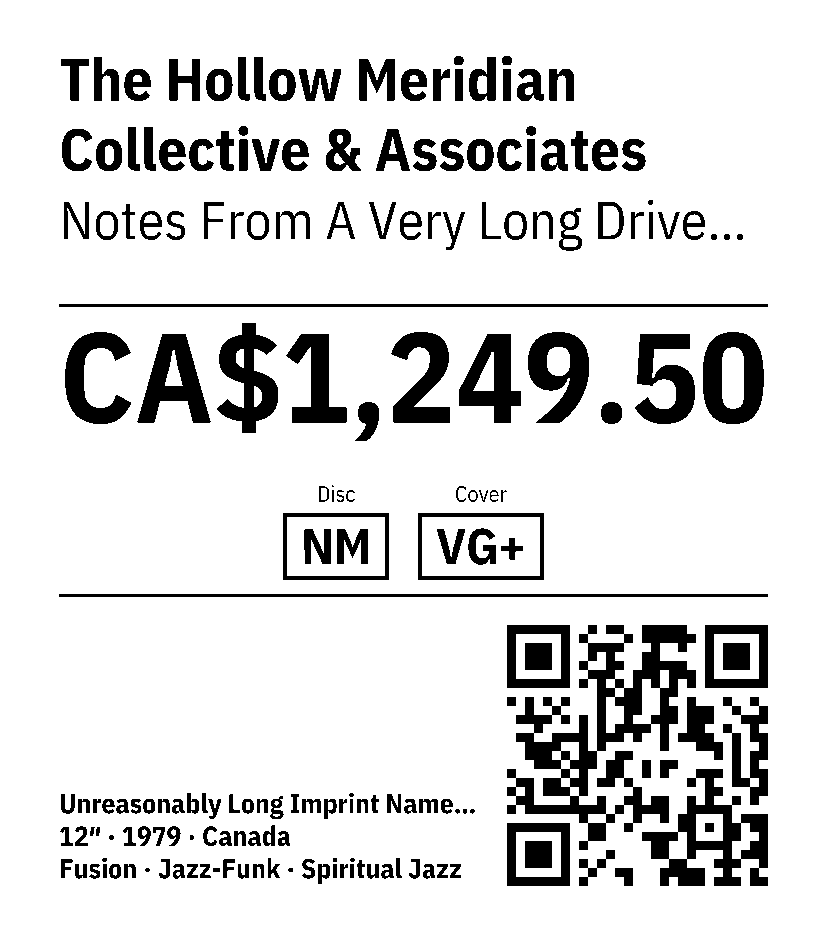 The Hollow Meridian
Collective & Associates
Notes From A Very Long Drive…
CA$1,249.50
Disc Cover
NM VG+
Unreasonably Long Imprint Name…
12″ · 1979 · Canada
Fusion · Jazz-Funk · Spiritual Jazz